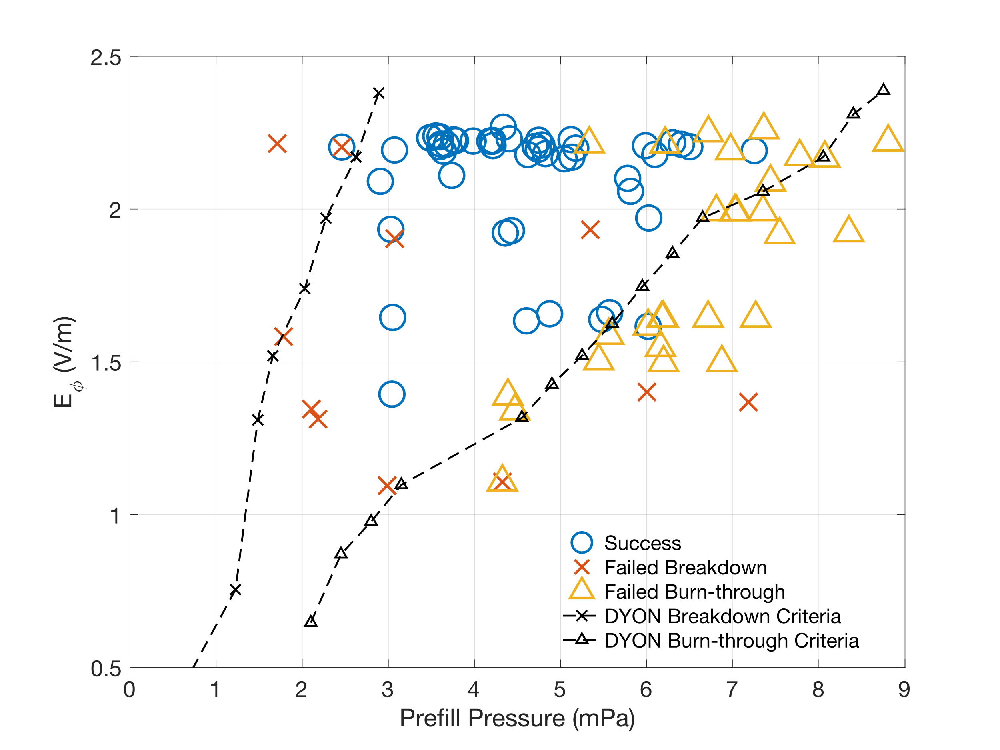 2.5
2
1.5
1
0.5
E ϕ (V/m)
0 1 2 3 4 5 6 7 8 9
Prefill Pressure (mPa)
Success
Failed Breakdown
Failed Burn-through
DYON Breakdown Criteria
DYON Burn-through Criteria